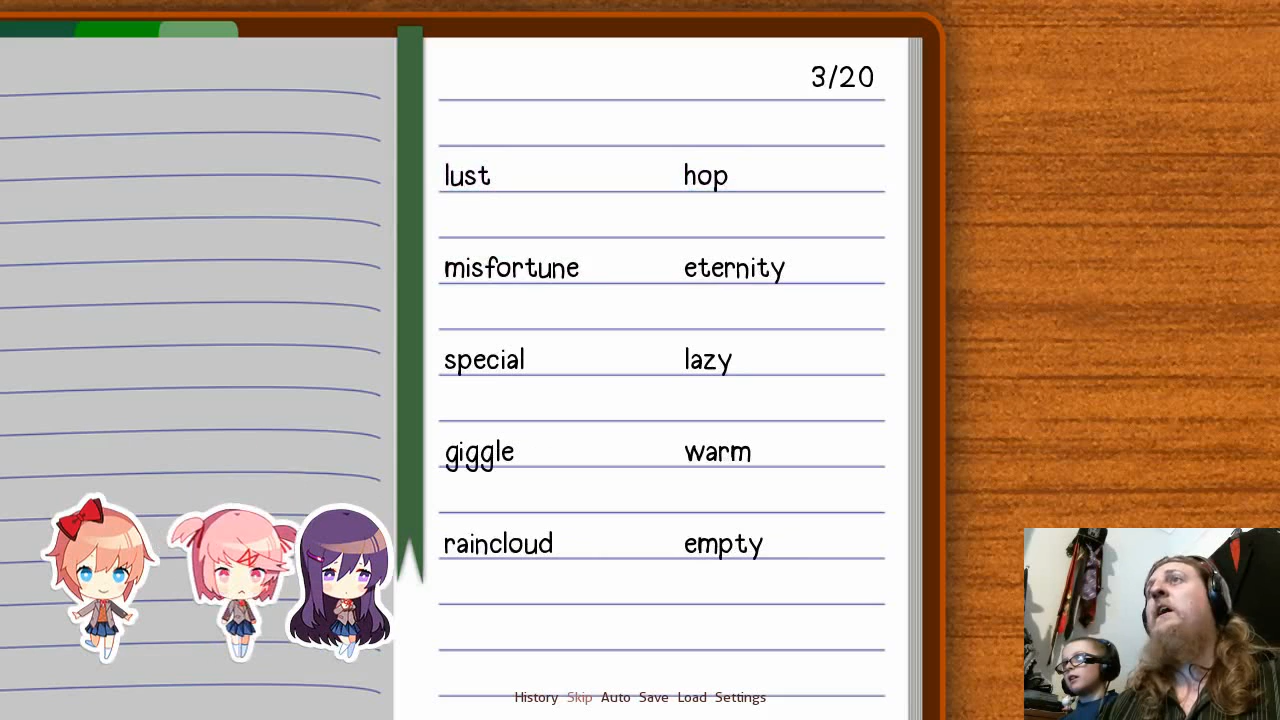 3/20
lust hop
misfortune eternity
special lazy
giggle warm
raincloud empty
History Skip Auto Save Load Settings